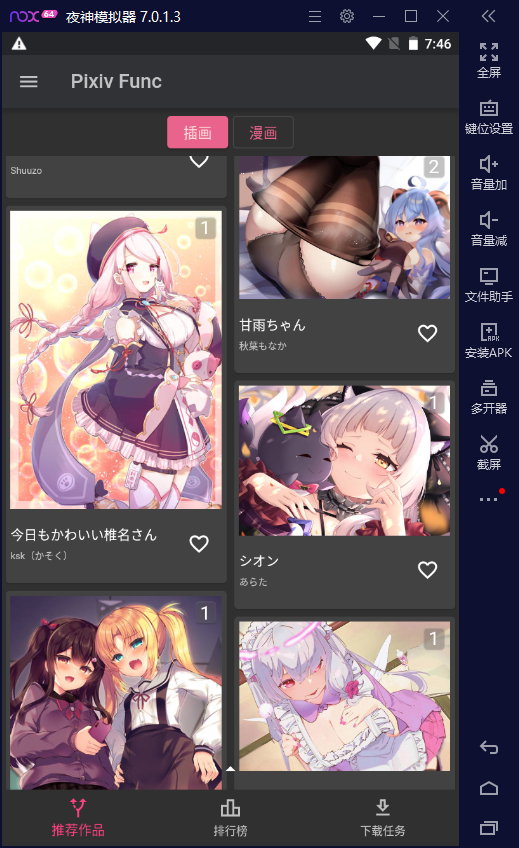 nox 64 夜神模拟器 7.0.1.3
7:46
Pixiv Func
插画
漫画
Shuuzo
1
今日もかわいい椎名さん
ksk（かそく）
1
2
甘雨ちゃん
秋葉もなか
1
シオン
あらた
1
推荐作品
排行榜
下载任务
全屏
键位设置
音量加
音量减
文件助手
APK
安装APK
多开器
截屏